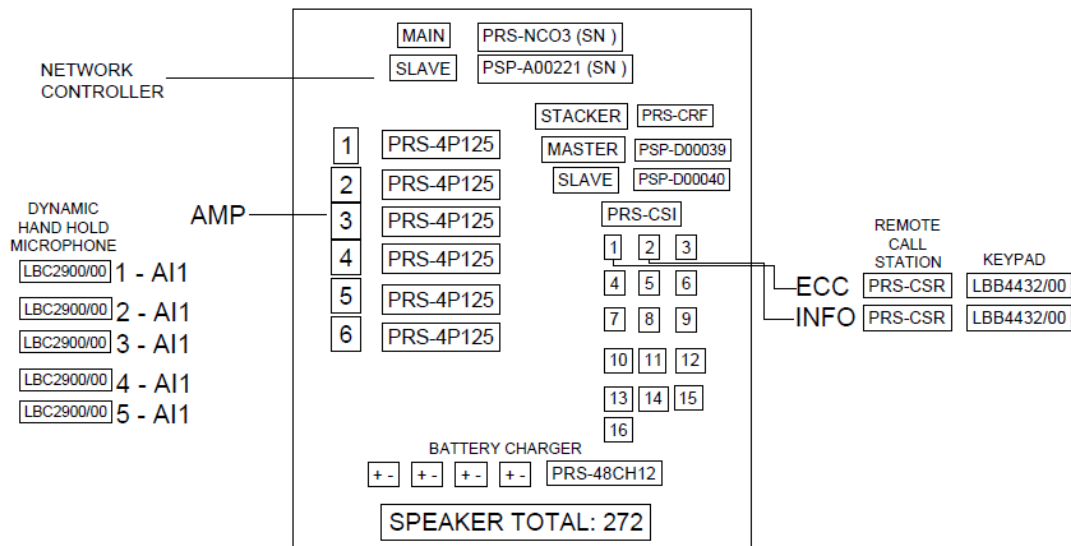 MAIN PRS-NCO3 (SN )
SLAVE PSP-A00221 (SN )
NETWORK
CONTROLLER
STACKER PRS-CRF
MASTER PSP-D00039
SLAVE PSP-D00040
PRS-CSI
1 PRS-4P125
2 PRS-4P125
3 PRS-4P125
4 PRS-4P125
5 PRS-4P125
6 PRS-4P125
AMP
DYNAMIC
HAND HOLD
MICROPHONE
LBC2900/00 1 - AI1
LBC2900/00 2 - AI1
LBC2900/00 3 - AI1
LBC2900/00 4 - AI1
LBC2900/00 5 - AI1
1 2 3
4 5 6
7 8 9
10 11 12
13 14 15
16
REMOTE
CALL
STATION
KEYPAD
ECC PRS-CSR LBB4432/00
INFO PRS-CSR LBB4432/00
BATTERY CHARGER
+ - + - + - + - PRS-48CH12
SPEAKER TOTAL: 272